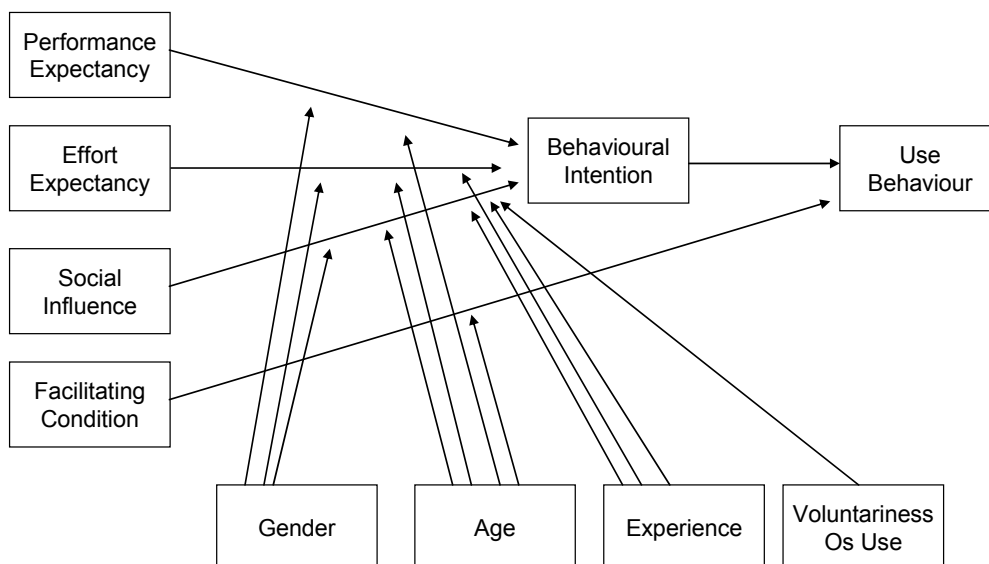 Performance
Expectancy
Effort
Expectancy
Behavioural
Intention
Use
Behaviour
Social
Influence
Facilitating
Condition
Gender
Age
Experience
Voluntariness
Os Use